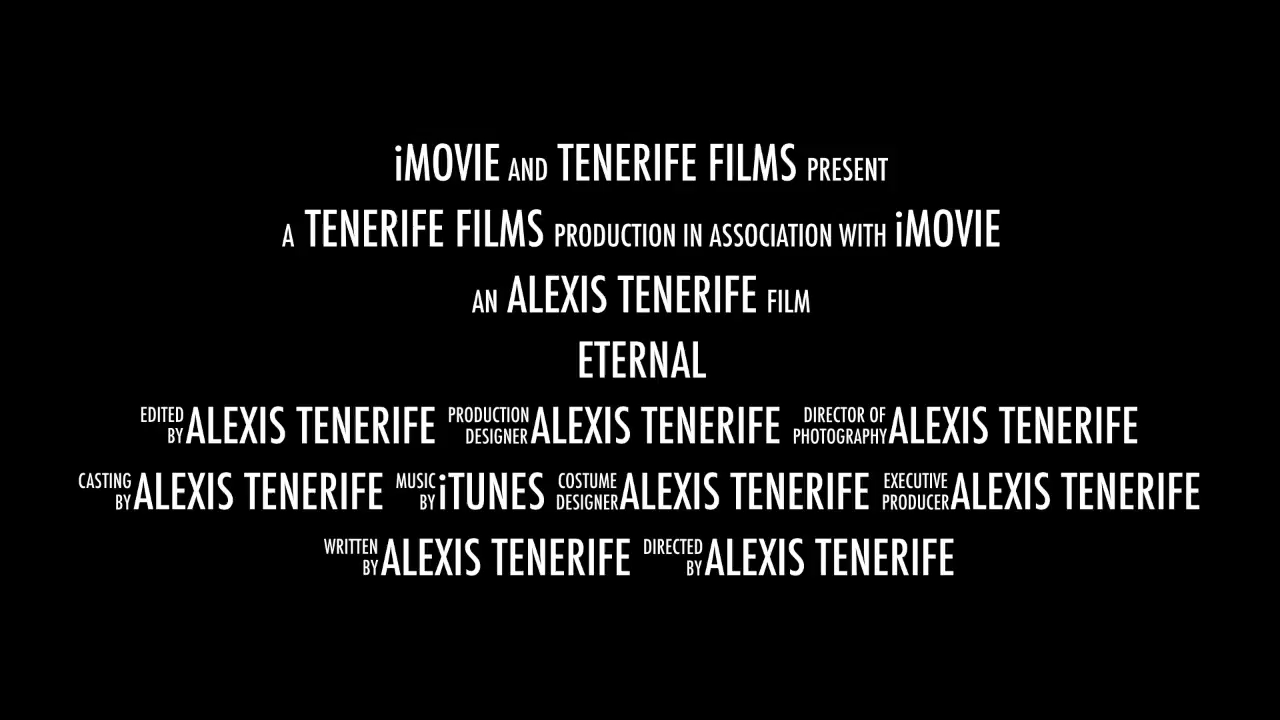 iMOVIE AND TENERIFE FILMS PRESENT
A TENERIFE FILMS PRODUCTION IN ASSOCIATION WITH iMOVIE
AN ALEXIS TENERIFE FILM
ETERNAL
EDITED BY ALEXIS TENERIFE PRODUCTION DESIGNER ALEXIS TENERIFE DIRECTOR OF PHOTOGRAPHY ALEXIS TENERIFE
CASTING BY ALEXIS TENERIFE MUSIC BY iTUNES COSTUME DESIGNER ALEXIS TENERIFE EXECUTIVE PRODUCER ALEXIS TENERIFE
WRITTEN BY ALEXIS TENERIFE DIRECTED BY ALEXIS TENERIFE